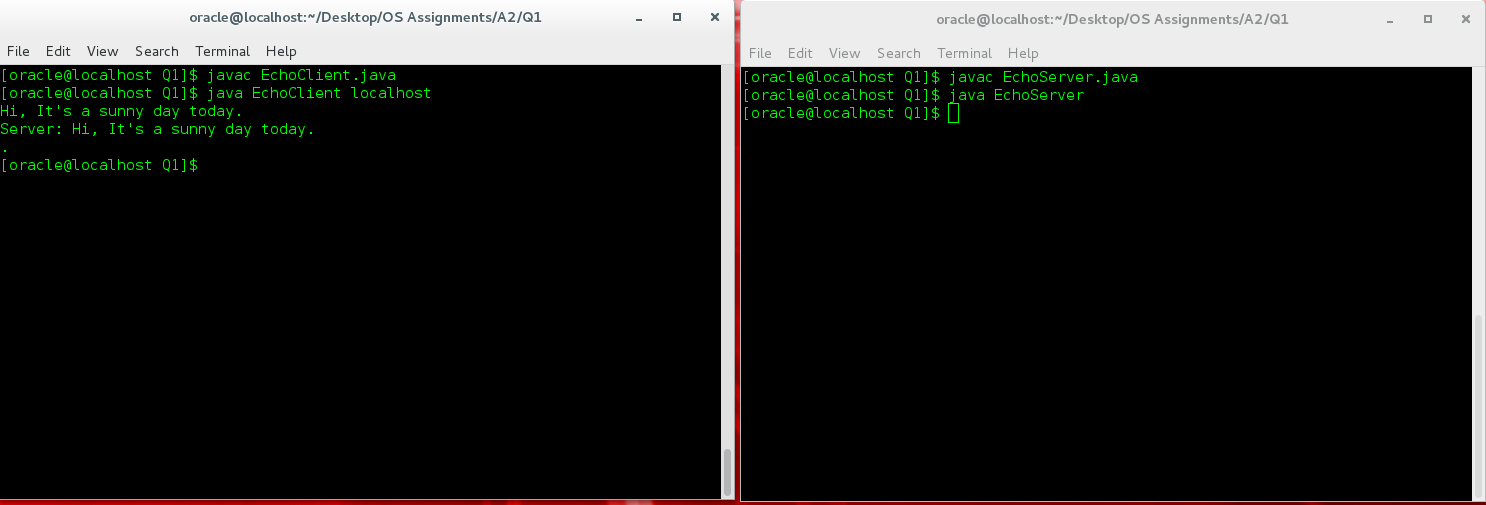 oracle@localhost:~/Desktop/OS Assignments/A2/Q1
File Edit View Search Terminal Help
[oracle@localhost Q1]$ javac EchoClient.java
[oracle@localhost Q1]$ java EchoClient localhost
Hi, It's a sunny day today.
Server: Hi, It's a sunny day today.
.
[oracle@localhost Q1]$
oracle@localhost:~/Desktop/OS Assignments/A2/Q1
File Edit View Search Terminal Help
[oracle@localhost Q1]$ javac EchoServer.java
[oracle@localhost Q1]$ java EchoServer
[oracle@localhost Q1]$